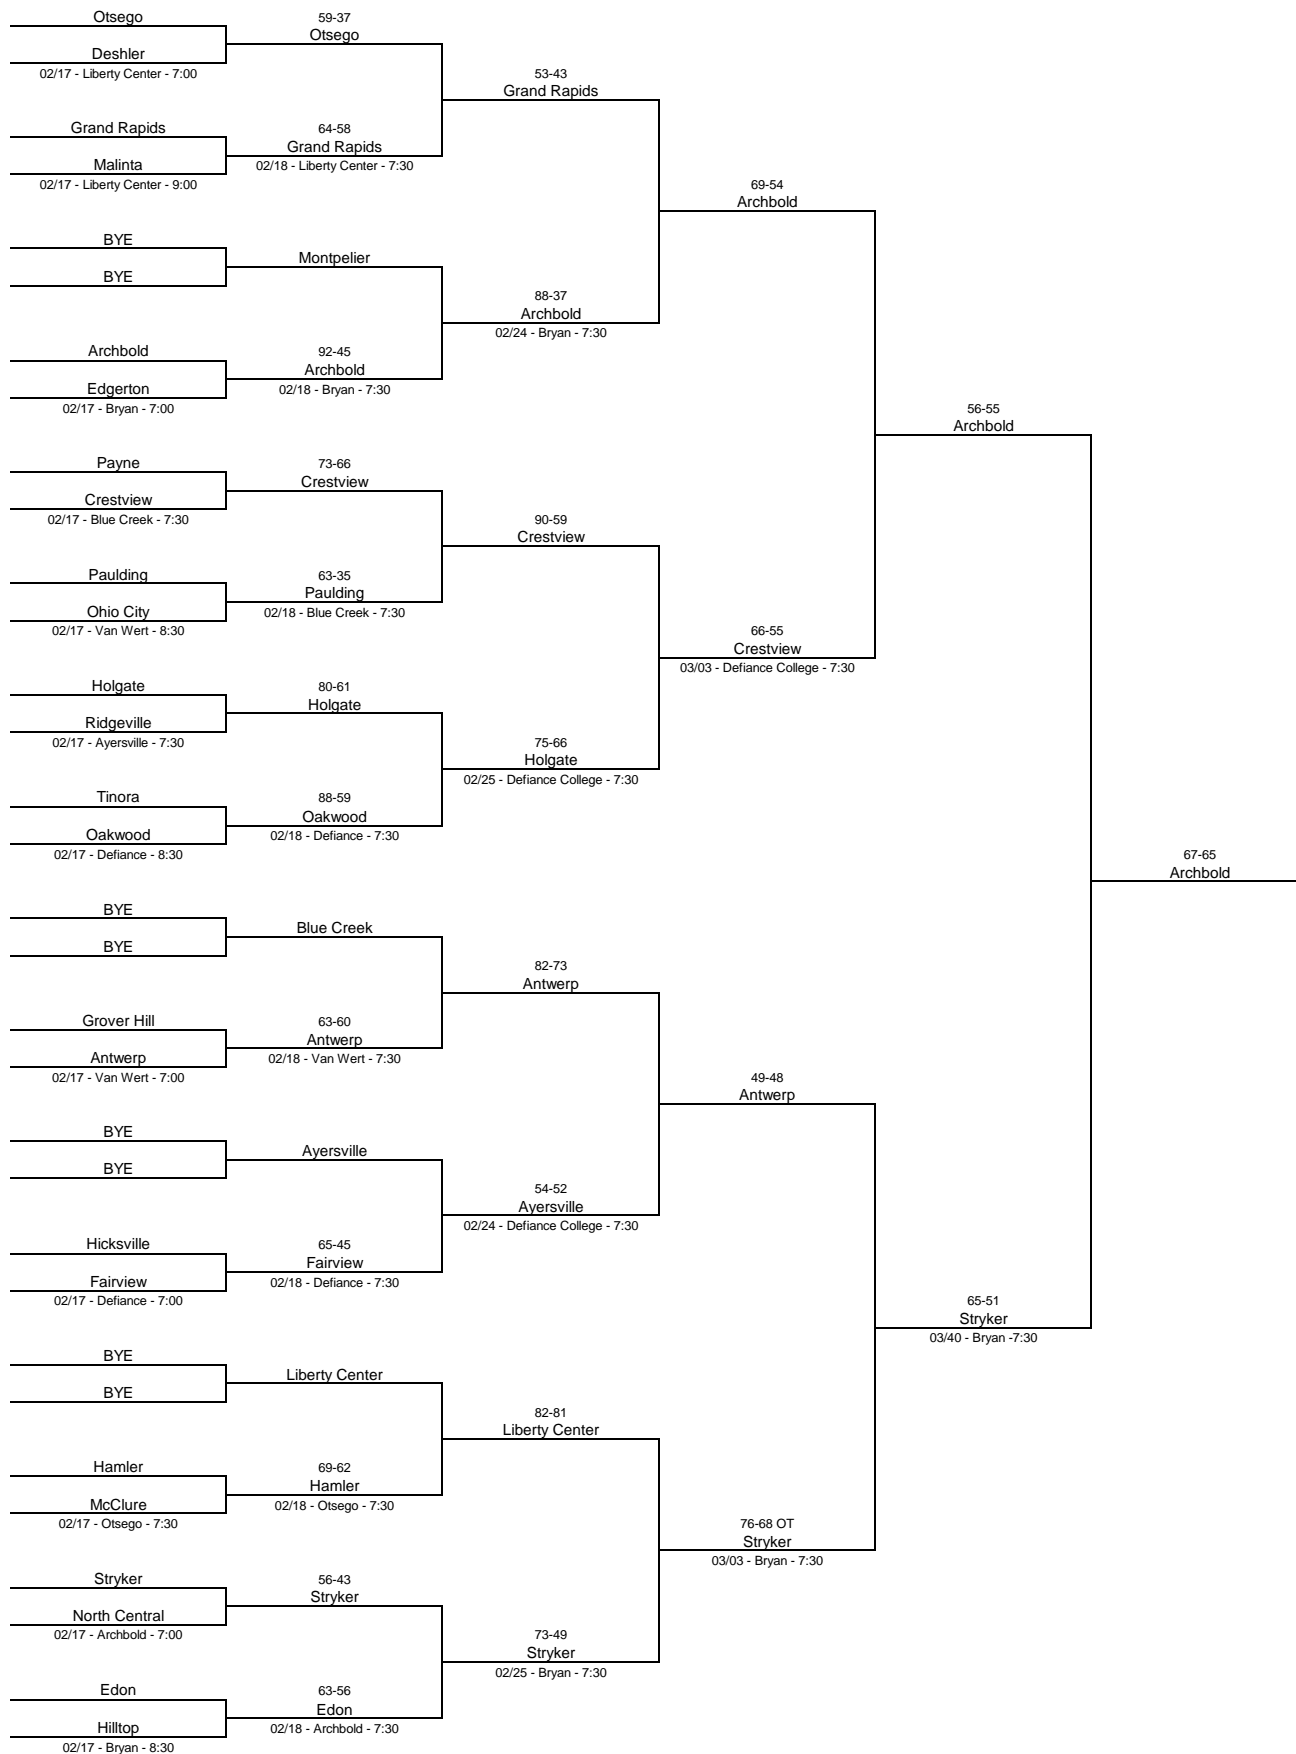 Otsego
Deshler
02/17 - Liberty Center - 7:00
Grand Rapids
Malinta
02/17 - Liberty Center - 9:00
BYE
BYE
Archbold
Edgerton
02/17 - Bryan - 7:00
Payne
Crestview
02/17 - Blue Creek - 7:30
Paulding
Ohio City
02/17 - Van Wert - 8:30
Holgate
Ridgeville
02/17 - Ayersville - 7:30
Tinora
Oakwood
02/17 - Defiance - 8:30
BYE
BYE
Grover Hill
Antwerp
02/17 - Van Wert - 7:00
BYE
BYE
Hicksville
Fairview
02/17 - Defiance - 7:00
BYE
BYE
Hamler
McClure
02/17 - Otsego - 7:30
Stryker
North Central
02/17 - Archbold - 7:00
Edon
Hilltop
02/17 - Bryan - 8:30
59-37
Otsego
64-58
Grand Rapids
02/18 - Liberty Center - 7:30
Montpelier
92-45
Archbold
02/18 - Bryan - 7:30
73-66
Crestview
63-35
Paulding
02/18 - Blue Creek - 7:30
80-61
Holgate
88-59
Oakwood
02/18 - Defiance - 7:30
Blue Creek
63-60
Antwerp
02/18 - Van Wert - 7:30
Ayersville
65-45
Fairview
02/18 - Defiance - 7:30
Liberty Center
69-62
Hamler
02/18 - Otsego - 7:30
56-43
Stryker
63-56
Edon
02/18 - Archbold - 7:30
53-43
Grand Rapids
88-37
Archbold
02/24 - Bryan - 7:30
90-59
Crestview
75-66
Holgate
02/25 - Defiance College - 7:30
82-73
Antwerp
54-52
Ayersville
02/24 - Defiance College - 7:30
82-81
Liberty Center
73-49
Stryker
02/25 - Bryan - 7:30
69-54
Archbold
66-55
Crestview
03/03 - Defiance College - 7:30
49-48
Antwerp
76-68 OT
Stryker
03/03 - Bryan - 7:30
56-55
Archbold
65-51
Stryker
03/40 - Bryan -7:30
67-65
Archbold